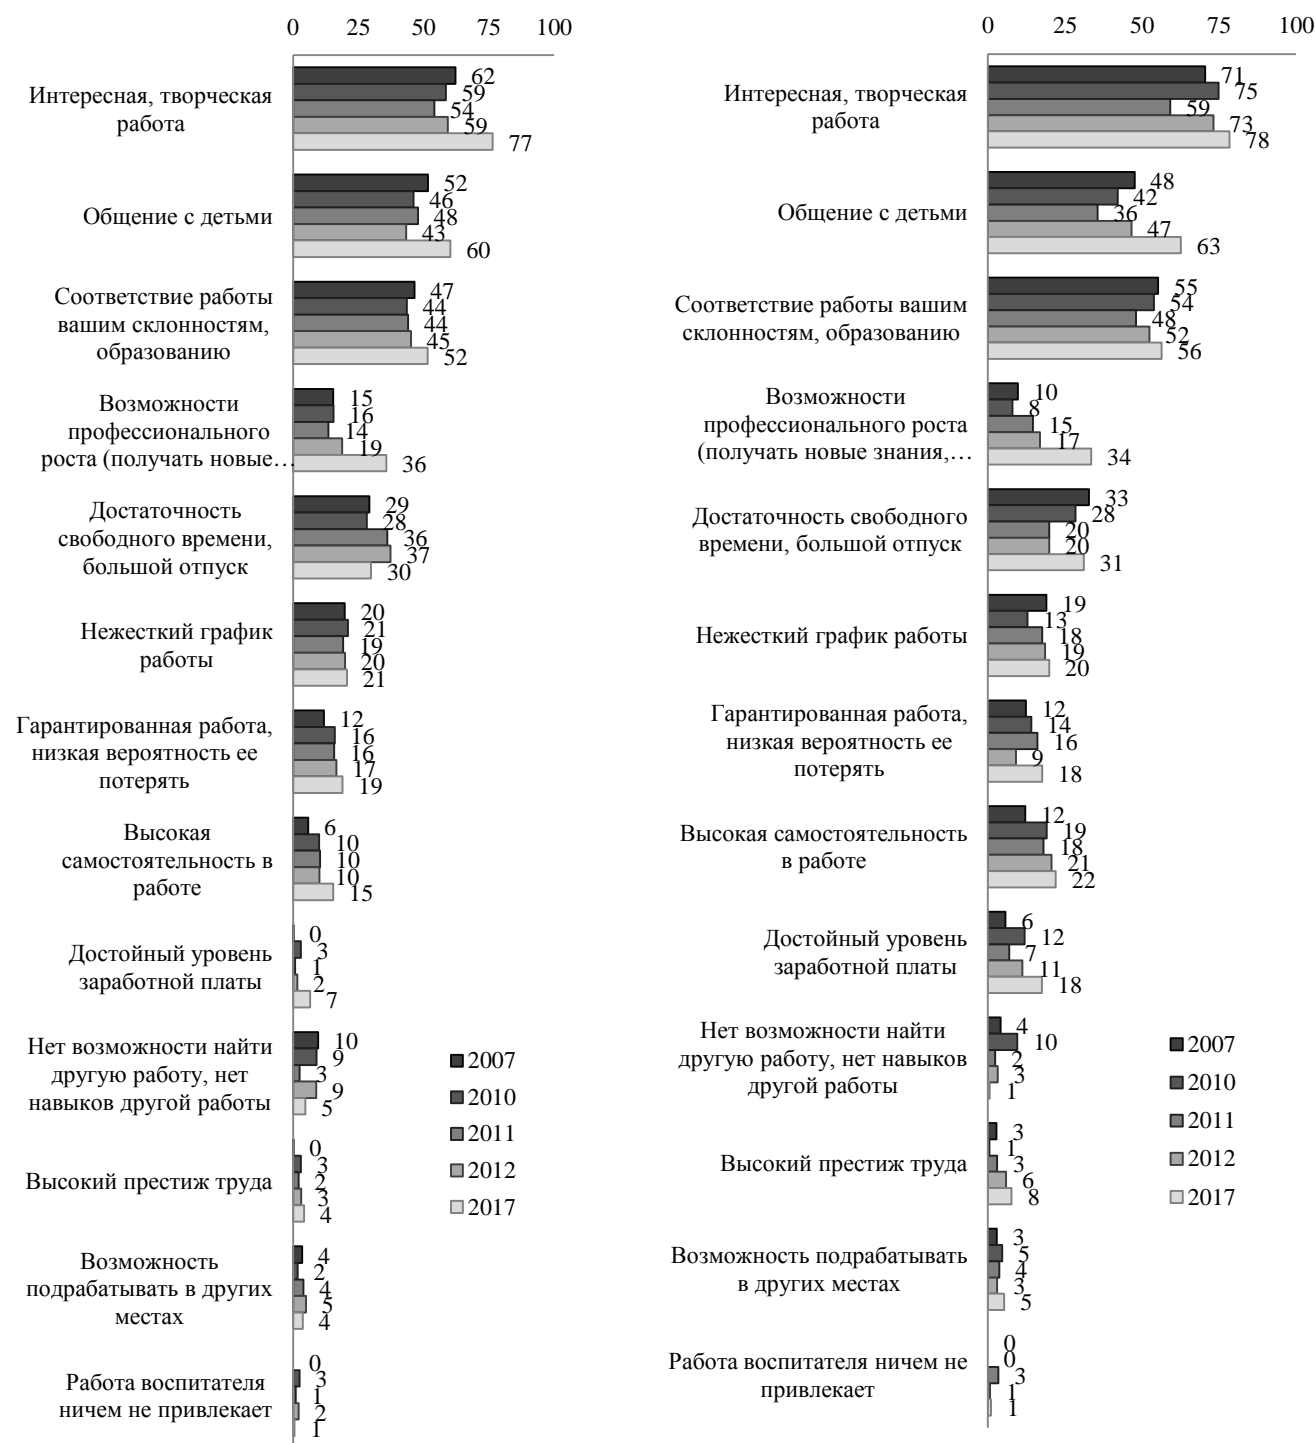 0 25 50 75 100
Интересная, творческая
работа
62
59
54
59
77
Общение с детьми
52
46
48
43
60
Соответствие работы
вашим склонностям,
образованию
47
44
44
45
52
Возможности
профессионального
роста (получать новые…
15
16
14
19
36
Достаточность
свободного времени,
большой отпуск
29
28
36
37
30
Нежесткий график
работы
20
21
19
20
21
Гарантированная работа,
низкая вероятность ее
потерять
12
16
16
17
19
Высокая
самостоятельность в
работе
6
10
10
10
15
Достойный уровень
заработной платы
0
3
1
2
7
Нет возможности найти
другую работу, нет
навыков другой работы
10
9
3
9
5
Высокий престиж труда
0
3
2
3
4
Возможность
подрабатывать в других
местах
4
2
4
5
4
Работа воспитателя
ничем не привлекает
0
3
1
2
1
2007
2010
2011
2012
2017
0 25 50 75 100
Интересная, творческая
работа
71
75
59
73
78
Общение с детьми
48
42
36
47
63
Соответствие работы вашим
склонностям, образованию
55
54
48
52
56
Возможности
профессионального роста
(получать новые знания,…
10
8
15
17
34
Достаточность свободного
времени, большой отпуск
33
28
20
20
31
Нежесткий график работы
19
13
18
19
20
Гарантированная работа,
низкая вероятность ее
потерять
12
14
16
9
18
Высокая самостоятельность
в работе
12
19
18
21
22
Достойный уровень
заработной платы
6
12
7
11
18
Нет возможности найти
другую работу, нет навыков
другой работы
4
10
2
3
1
Высокий престиж труда
3
1
3
6
8
Возможность подрабатывать
в других местах
3
5
4
3
5
Работа воспитателя ничем не
привлекает
0
0
3
1
1
2007
2010
2011
2012
2017